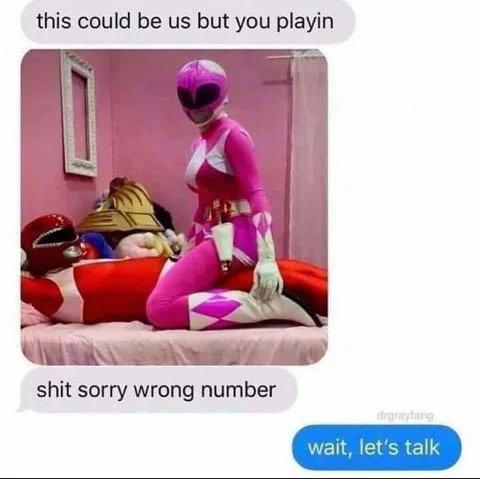 this could be us but you playin
shit sorry wrong number
drgrayfang
wait, let's talk